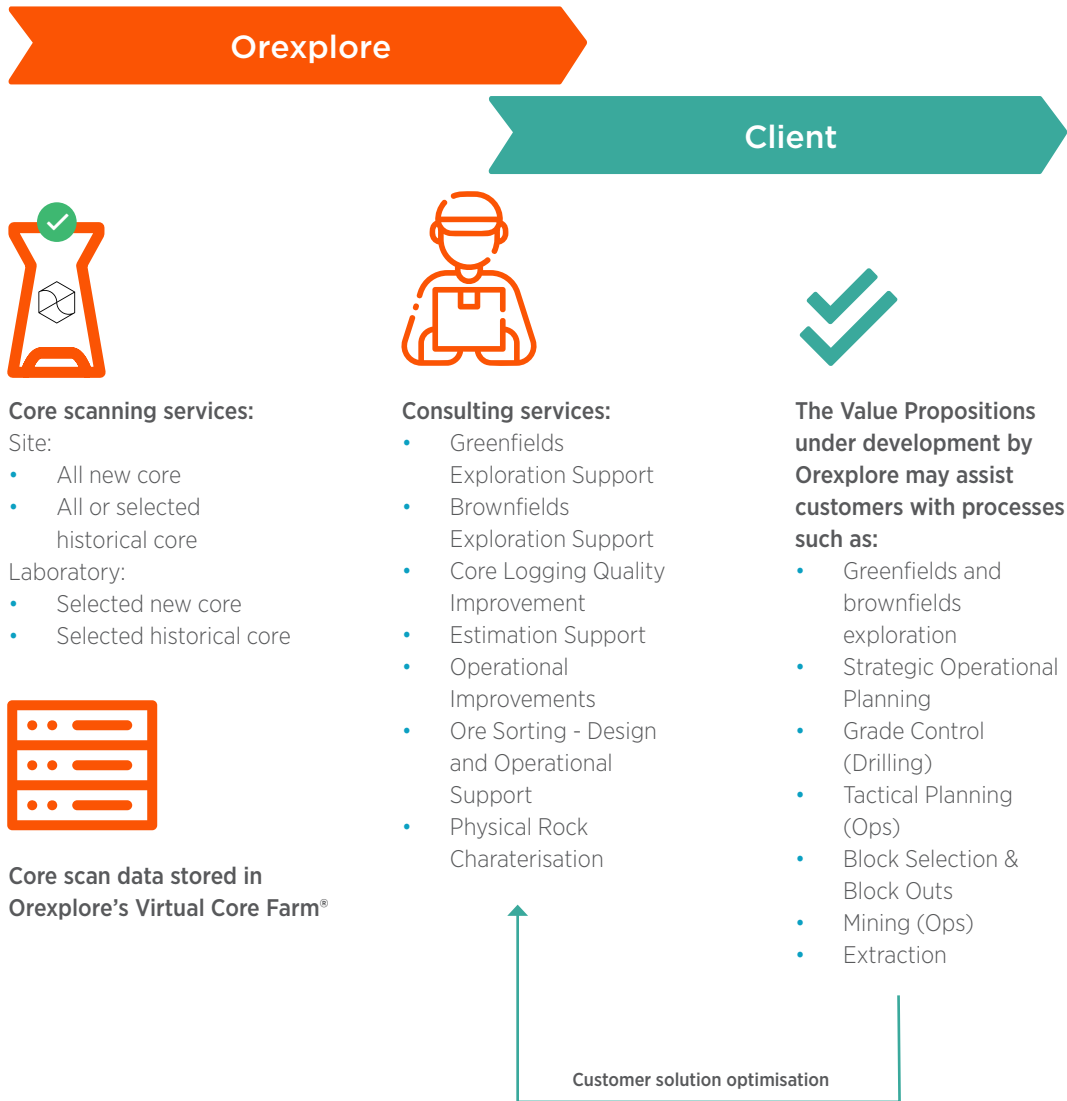 Orexplore
Client
Core scanning services:
Site:
• All new core
• All or selected
historical core
Laboratory:
• Selected new core
• Selected historical core
Core scan data stored in
Orexplore’s Virtual Core Farm®
Consulting services:
• Greenfields
Exploration Support
• Brownfields
Exploration Support
• Core Logging Quality
Improvement
• Estimation Support
• Operational
Improvements
• Ore Sorting - Design
and Operational
Support
• Physical Rock
Charaterisation
The Value Propositions
under development by
Orexplore may assist
customers with processes
such as:
• Greenfields and
brownfields
exploration
• Strategic Operational
Planning
• Grade Control
(Drilling)
• Tactical Planning
(Ops)
• Block Selection &
Block Outs
• Mining (Ops)
• Extraction
Customer solution optimisation